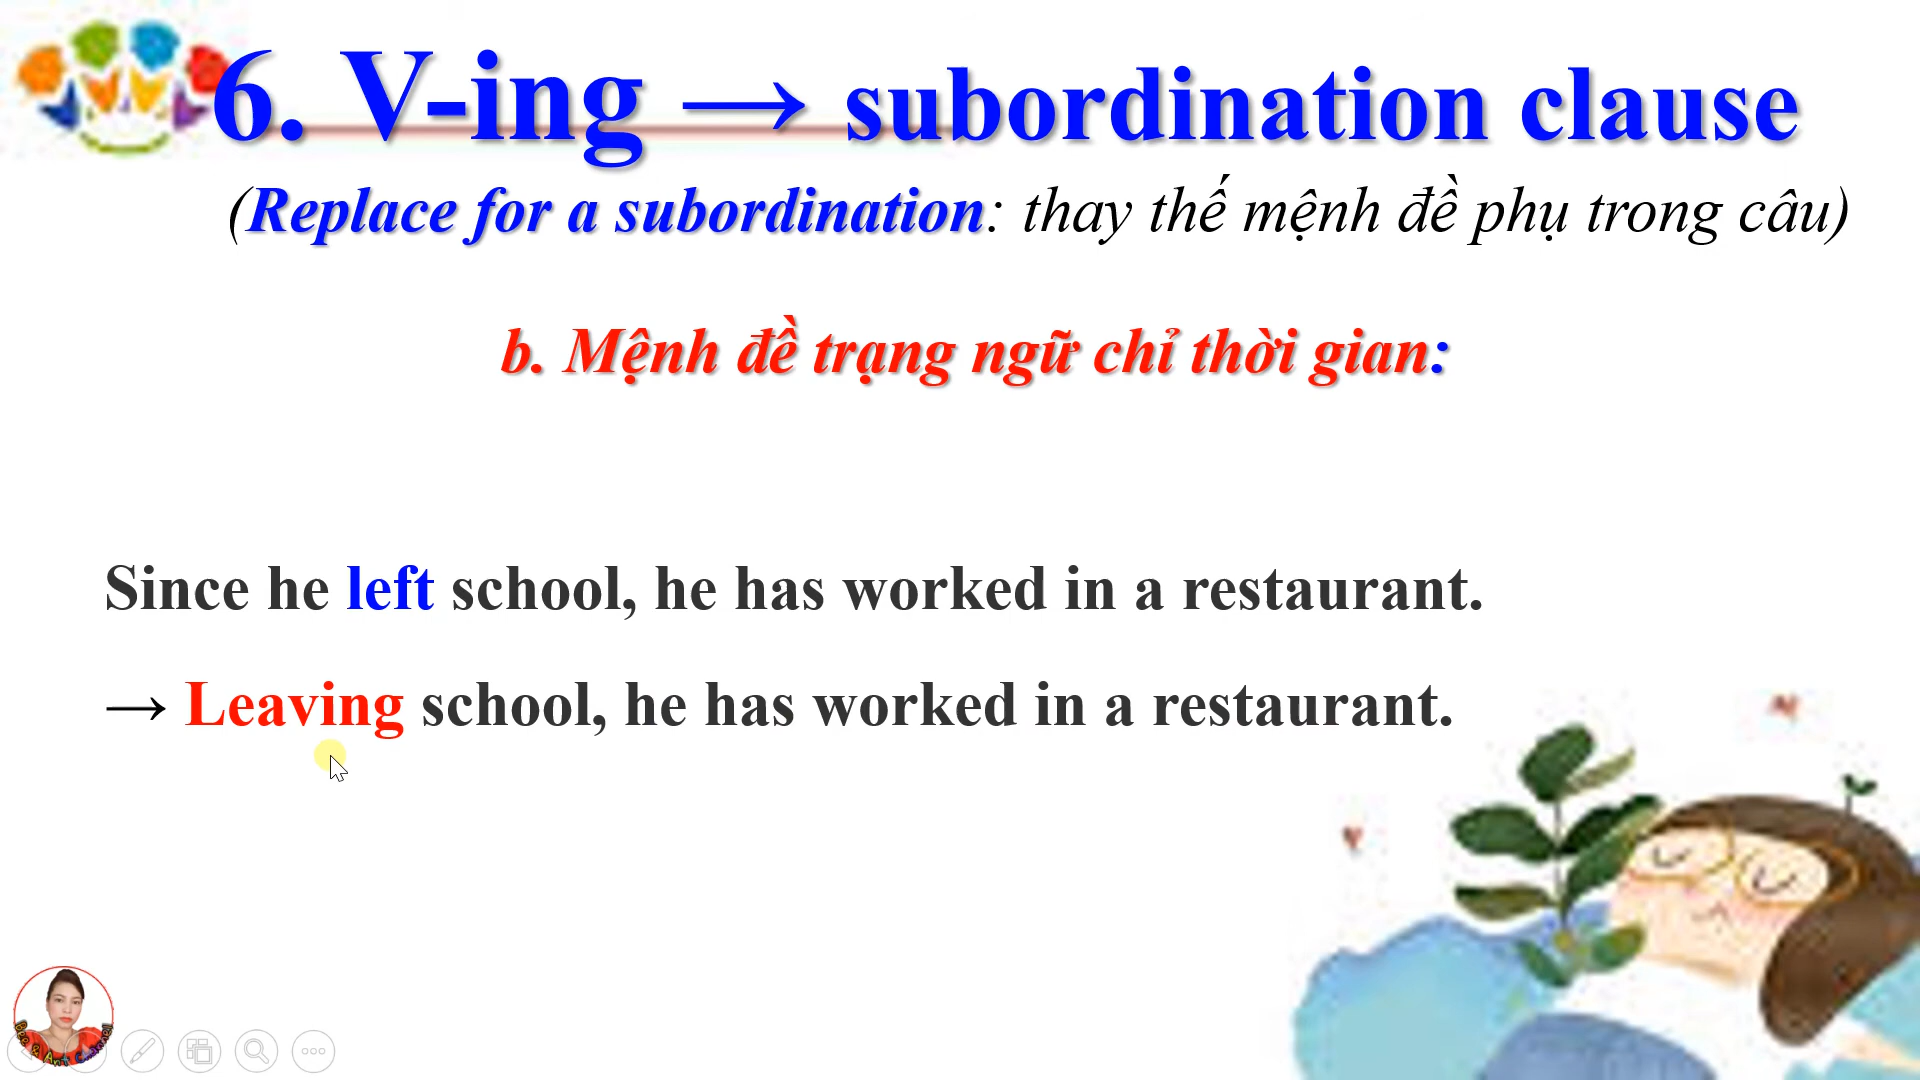 6. V-ing → subordination clause
(Replace for a subordination: thay thế mệnh đề phụ trong câu)
b. Mệnh đề trạng ngữ chỉ thời gian:
Since he left school, he has worked in a restaurant.
→ Leaving school, he has worked in a restaurant.